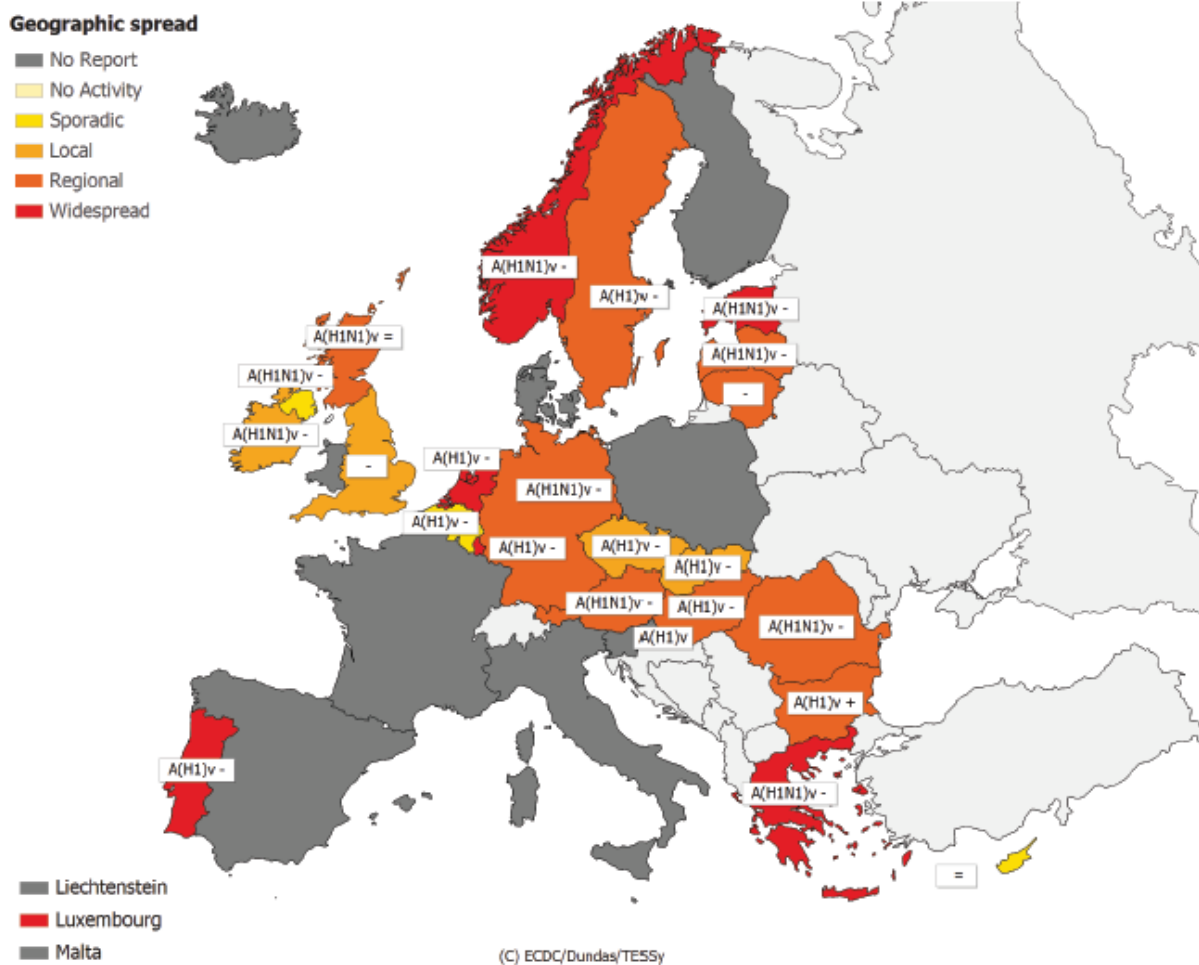 Geographic spread
No Report
No Activity
Sporadic
Local
Regional
Widespread
A(H1N1)v -
A(H1)v -
A(H1N1)v -
A(H1N1)v =
A(H1N1)v -
-
A(H1N1)v -
A(H1N1)v -
-
A(H1)v -
A(H1N1)v -
A(H1)v -
A(H1)v -
A(H1)v -
A(H1)v -
A(H1N1)v -
A(H1)v -
A(H1N1)v -
A(H1)v
A(H1)v +
A(H1)v -
A(H1N1)v -
=
Liechtenstein
Luxembourg
Malta
(C) ECDC/Dundas/TESSy